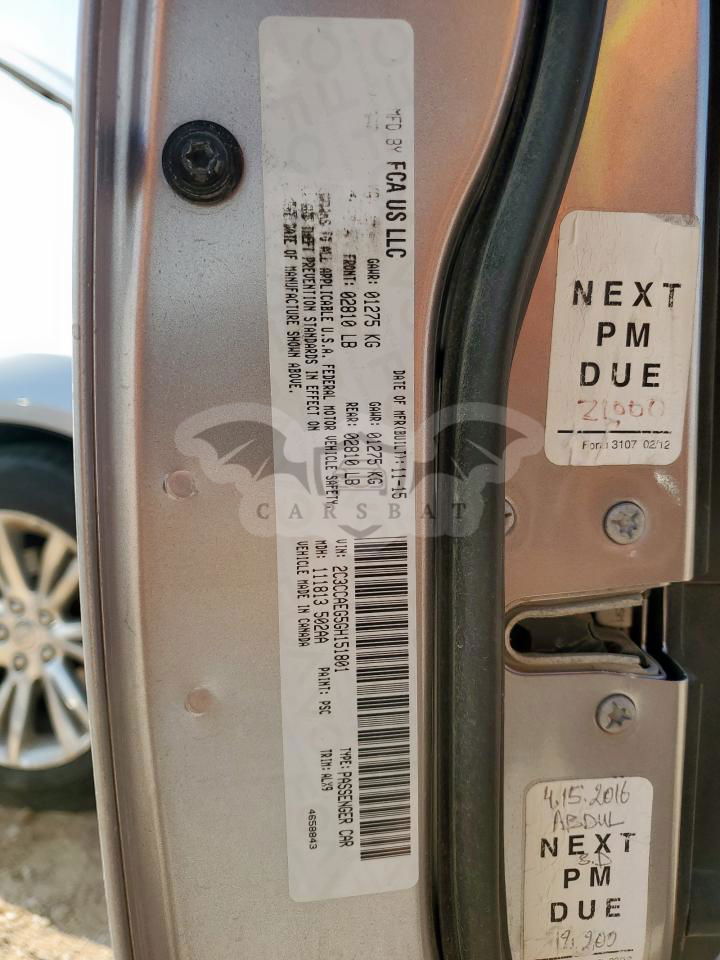 MFD BY FCA US LLC
DATE OF MFR(BUILT): 11-15
GAWR: 01275 KG
GAWR: 01275 KG
FRONT: 02810 LB
REAR: 02810 LB
TO ALL APPLICABLE U.S.A. FEDERAL MOTOR VEHICLE SAFETY,
THEFT PREVENTION STANDARDS IN EFFECT ON
DATE OF MANUFACTURE SHOWN ABOVE.
VIN: 2C3CCAEG5GH151801
TYPE: PASSENGER CAR
MDH: 111813 502AA
PAINT: PSC
TRIM: ALX9
VEHICLE MADE IN CANADA
4658843
NEXT
PM
DUE
21000
Form 3107 02/12
4.15.2016
ABDUL
NEXT
PM
DUE
CARSBAT